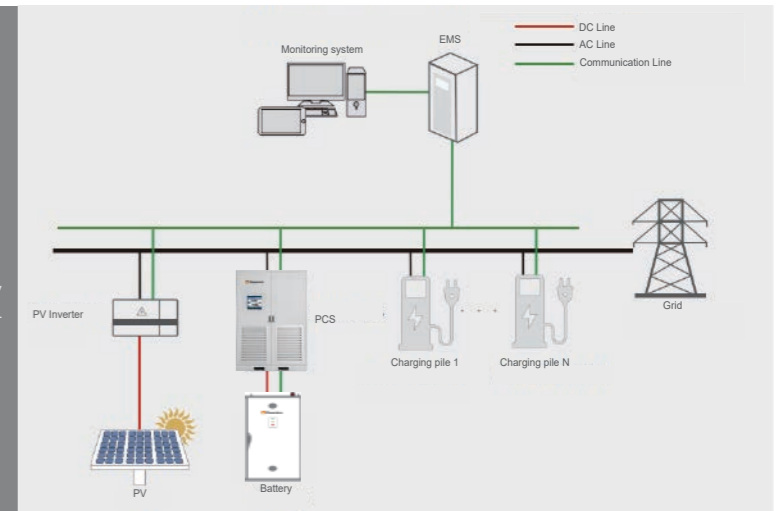 DC Line
EMS
AC Line
Monitoring system
Communication Line
PV Inverter
PCS
Grid
Charging pile 1
Charging pile N
PV
Battery